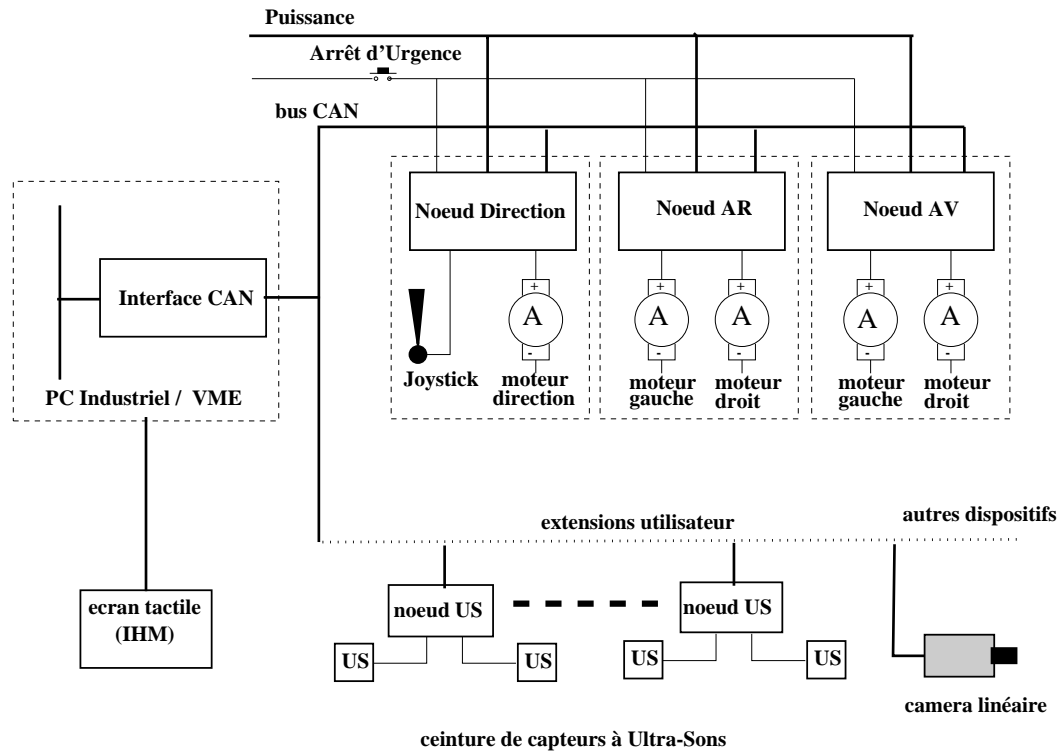 Puissance
Arrêt d'Urgence
bus CAN
Noeud Direction
Noeud AR
Noeud AV
Interface CAN
PC Industriel / VME
+
+
+
+
+
A
A
A
A
A
-
-
-
-
-
Joystick
moteur
direction
moteur
gauche
moteur
droit
moteur
gauche
moteur
droit
extensions utilisateur
autres dispositifs
ecran tactile
(IHM)
noeud US
noeud US
US
US
US
US
camera linéaire
ceinture de capteurs à Ultra-Sons